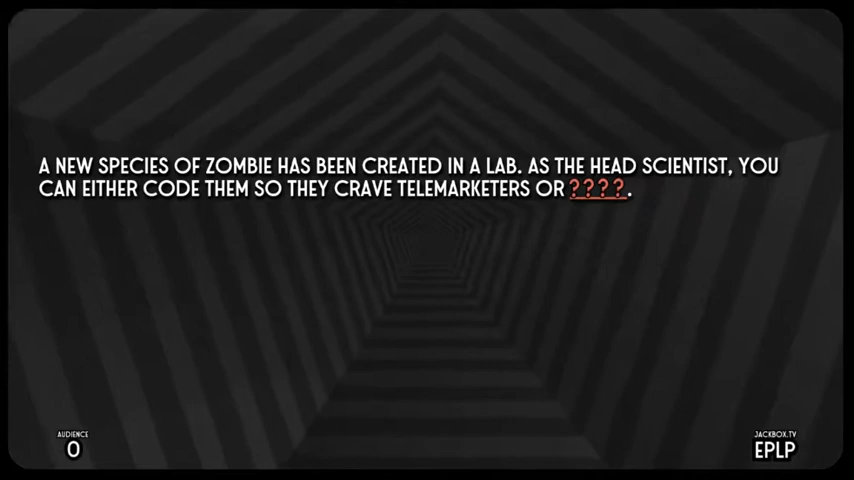 A NEW SPECIES OF ZOMBIE HAS BEEN CREATED IN A LAB. AS THE HEAD SCIENTIST, YOU
CAN EITHER CODE THEM SO THEY CRAVE TELEMARKETERS OR ????.
AUDIENCE
0
JACKBOX.TV
EPLP